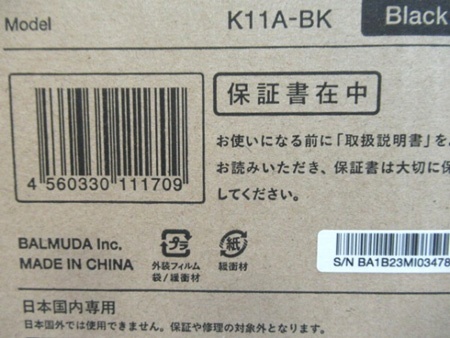 Model K11A-BK Black
4 560330 111709
保証書在中
お使いになる前に「取扱説明書」を
お読みいただき、保証書は大切に保
してください。
BALMUDA Inc.
MADE IN CHINA
プラ
外装フィルム
袋/緩衝材
紙
緩衝材
S/N BA1B23MI03478
日本国内専用
日本国外では使用できません。保証や修理の対象外となります。